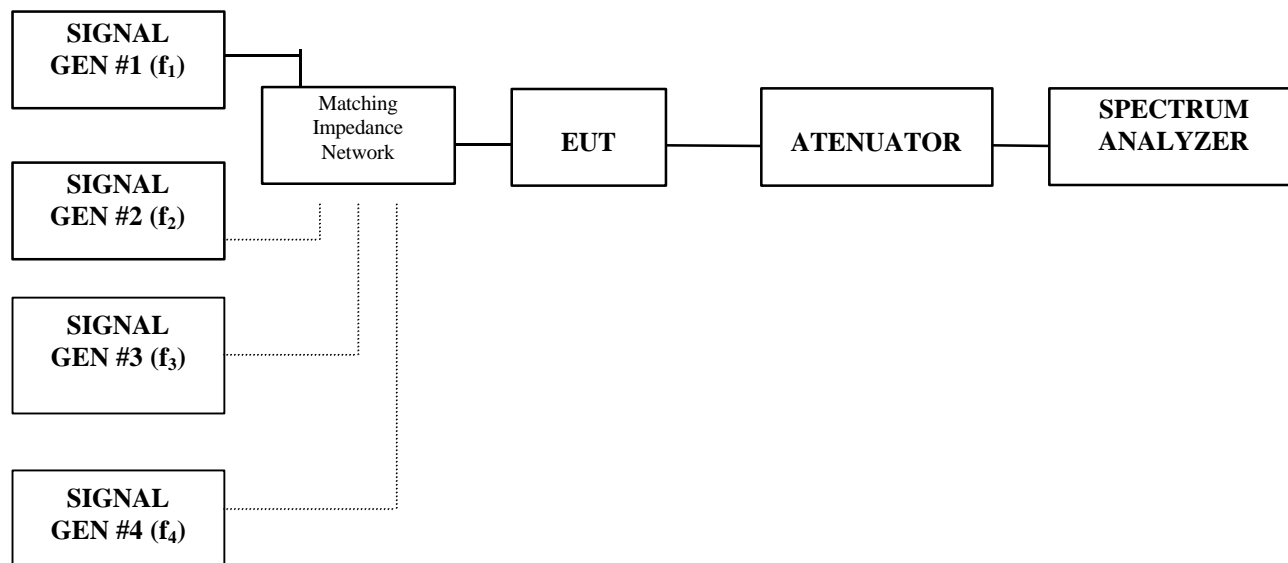 SIGNAL
GEN #1 (f₁)
Matching
Impedance
Network
EUT
ATENUATOR
SPECTRUM
ANALYZER
SIGNAL
GEN #2 (f₂)
SIGNAL
GEN #3 (f₃)
SIGNAL
GEN #4 (f₄)